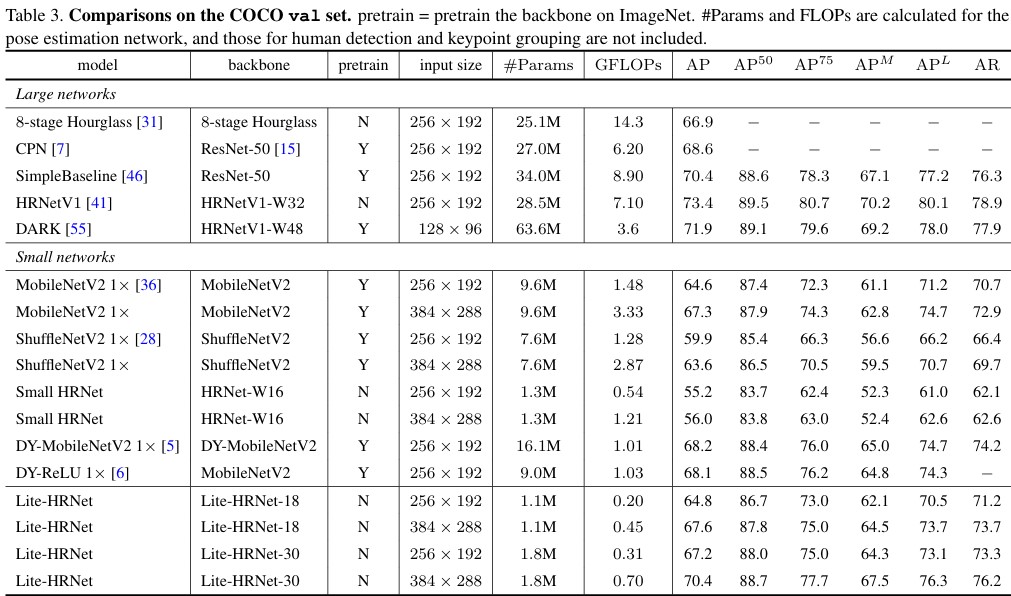 Table 3. Comparisons on the COCO val set. pretrain = pretrain the backbone on ImageNet. #Params and FLOPs are calculated for the
pose estimation network, and those for human detection and keypoint grouping are not included.
model backbone pretrain input size #Params GFLOPs AP AP^50 AP^75 AP^M AP^L AR
Large networks
8-stage Hourglass [31] 8-stage Hourglass N 256 × 192 25.1M 14.3 66.9 − − − − −
CPN [7] ResNet-50 [15] Y 256 × 192 27.0M 6.20 68.6 − − − − −
SimpleBaseline [46] ResNet-50 Y 256 × 192 34.0M 8.90 70.4 88.6 78.3 67.1 77.2 76.3
HRNetV1 [41] HRNetV1-W32 N 256 × 192 28.5M 7.10 73.4 89.5 80.7 70.2 80.1 78.9
DARK [55] HRNetV1-W48 Y 128 × 96 63.6M 3.6 71.9 89.1 79.6 69.2 78.0 77.9
Small networks
MobileNetV2 1× [36] MobileNetV2 Y 256 × 192 9.6M 1.48 64.6 87.4 72.3 61.1 71.2 70.7
MobileNetV2 1× MobileNetV2 Y 384 × 288 9.6M 3.33 67.3 87.9 74.3 62.8 74.7 72.9
ShuffleNetV2 1× [28] ShuffleNetV2 Y 256 × 192 7.6M 1.28 59.9 85.4 66.3 56.6 66.2 66.4
ShuffleNetV2 1× ShuffleNetV2 Y 384 × 288 7.6M 2.87 63.6 86.5 70.5 59.5 70.7 69.7
Small HRNet HRNet-W16 N 256 × 192 1.3M 0.54 55.2 83.7 62.4 52.3 61.0 62.1
Small HRNet HRNet-W16 N 384 × 288 1.3M 1.21 56.0 83.8 63.0 52.4 62.6 62.6
DY-MobileNetV2 1× [5] DY-MobileNetV2 Y 256 × 192 16.1M 1.01 68.2 88.4 76.0 65.0 74.7 74.2
DY-ReLU 1× [6] MobileNetV2 Y 256 × 192 9.0M 1.03 68.1 88.5 76.2 64.8 74.3 −
Lite-HRNet Lite-HRNet-18 N 256 × 192 1.1M 0.20 64.8 86.7 73.0 62.1 70.5 71.2
Lite-HRNet Lite-HRNet-18 N 384 × 288 1.1M 0.45 67.6 87.8 75.0 64.5 73.7 73.7
Lite-HRNet Lite-HRNet-30 N 256 × 192 1.8M 0.31 67.2 88.0 75.0 64.3 73.1 73.3
Lite-HRNet Lite-HRNet-30 N 384 × 288 1.8M 0.70 70.4 88.7 77.7 67.5 76.3 76.2